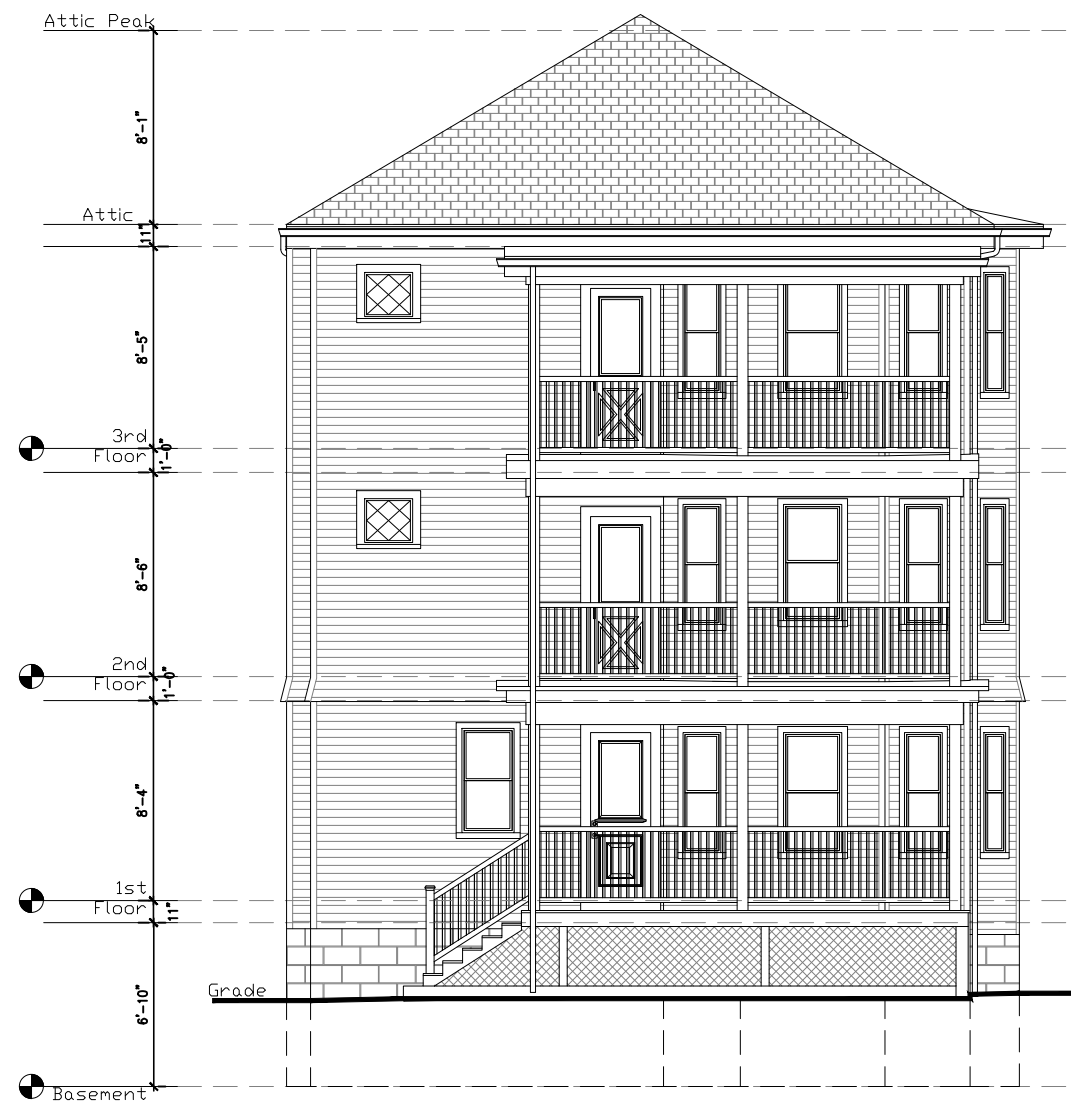 Attic Peak
8'-1"
Attic
11"
8'-5"
3rd
Floor
1'-0"
8'-6"
2nd
Floor
1'-0"
8'-4"
1st
Floor
11"
Grade
6'-10"
Basement